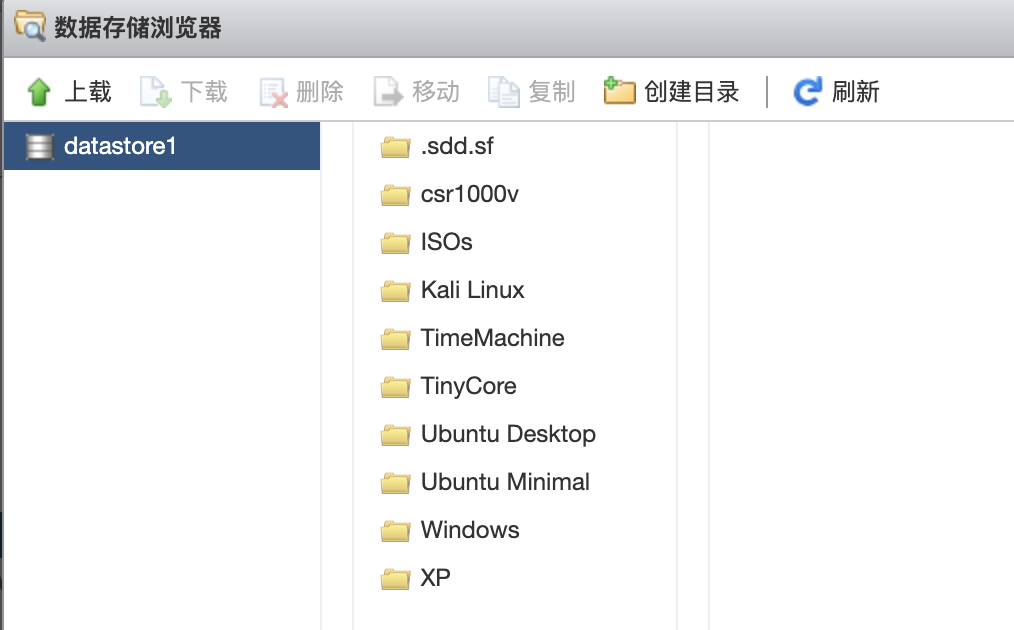 数据存储浏览器
上载 下载 删除 移动 复制 创建目录 刷新
datastore1
.sdd.sf
csr1000v
ISOs
Kali Linux
TimeMachine
TinyCore
Ubuntu Desktop
Ubuntu Minimal
Windows
XP